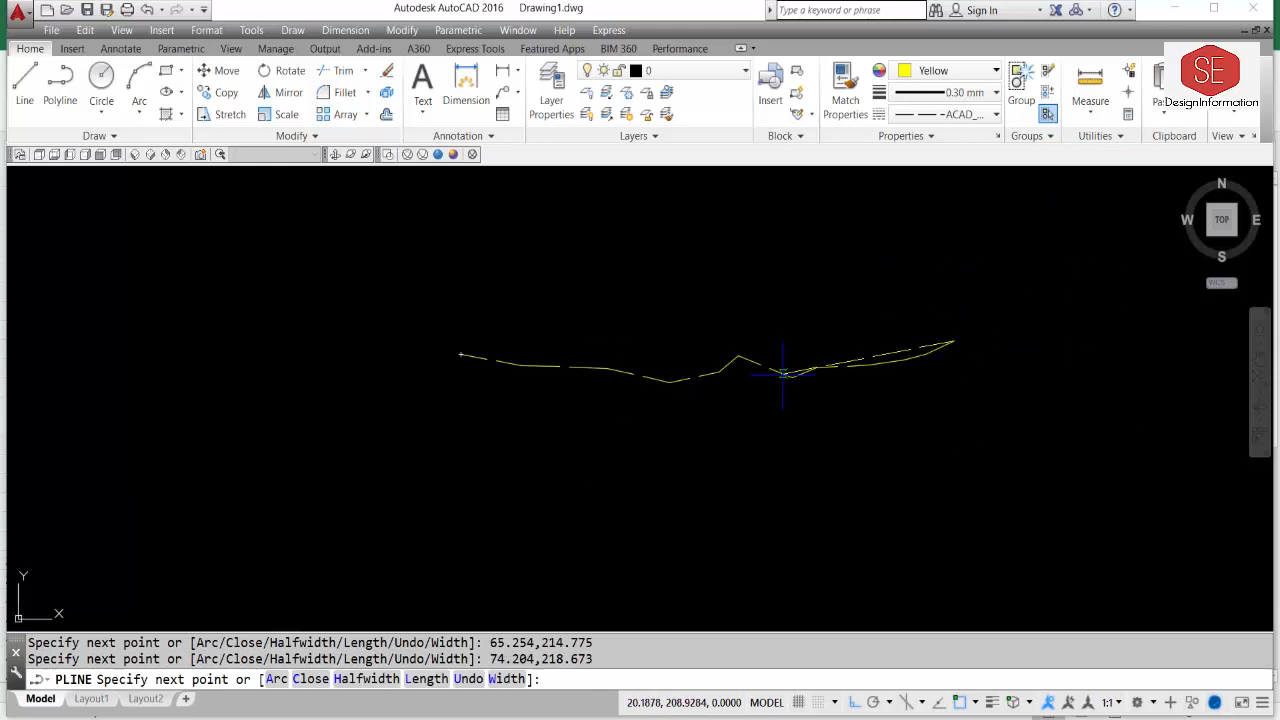 Autodesk AutoCAD 2016 Drawing1.dwg
Type a keyword or phrase
Sign In
File Edit View Insert Format Tools Draw Dimension Modify Parametric Window Help Express
Home Insert Annotate Parametric View Manage Output Add-ins A360 Express Tools Featured Apps BIM 360 Performance
Line Polyline Circle Arc
Move Rotate Trim
Copy Mirror Fillet
Stretch Scale Array
Text Dimension
Layer Properties
0
Insert
Match Properties
Yellow
0.30 mm
ACAD_...
Group
Measure
SE
DesignInformation
Draw Modify Annotation Layers Block Properties Groups Utilities Clipboard View
N
W TOP E
S
WCS
Y
X
Specify next point or [Arc/Close/Halfwidth/Length/Undo/Width]: 65.254,214.775
Specify next point or [Arc/Close/Halfwidth/Length/Undo/Width]: 74.204,218.673
PLINE Specify next point or [Arc Close Halfwidth Length Undo Width]:
Model Layout1 Layout2 +
20.1878, 208.9284, 0.0000 MODEL 1:1